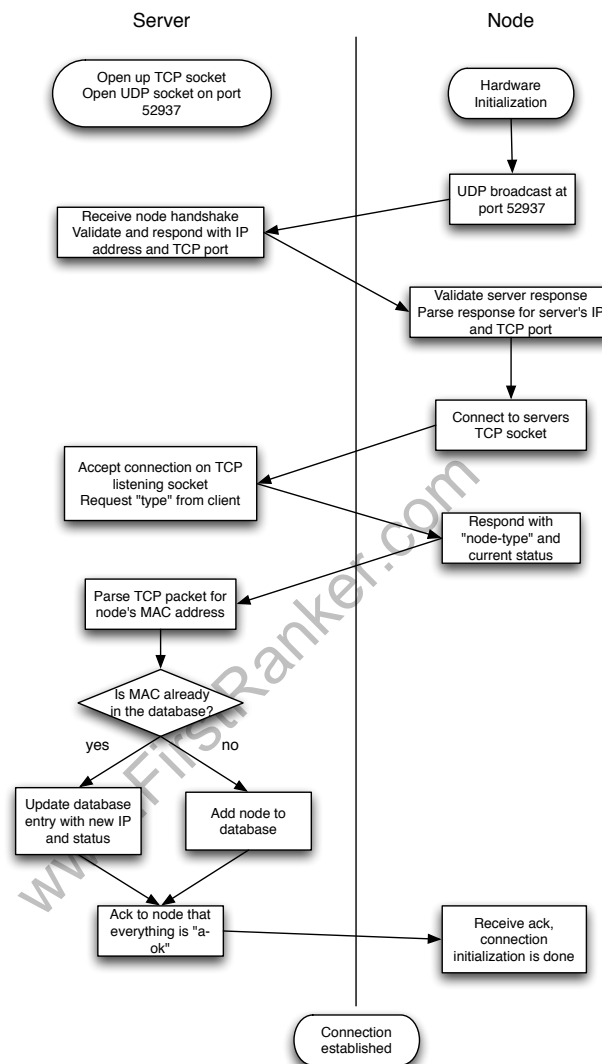 Server
Node
Open up TCP socket
Open UDP socket on port
52937
Hardware
Initialization
UDP broadcast at
port 52937
Receive node handshake
Validate and respond with IP
address and TCP port
Validate server response
Parse response for server's IP
and TCP port
Connect to servers
TCP socket
Accept connection on TCP
listening socket
Request "type" from client
Respond with
"node-type" and
current status
Parse TCP packet for
node's MAC address
Is MAC already
in the database?
yes
no
Update database
entry with new IP
and status
Add node to
database
Ack to node that
everything is "a-
ok"
Receive ack,
connection
initialization is done
Connection
established
www.FirstRanker.com